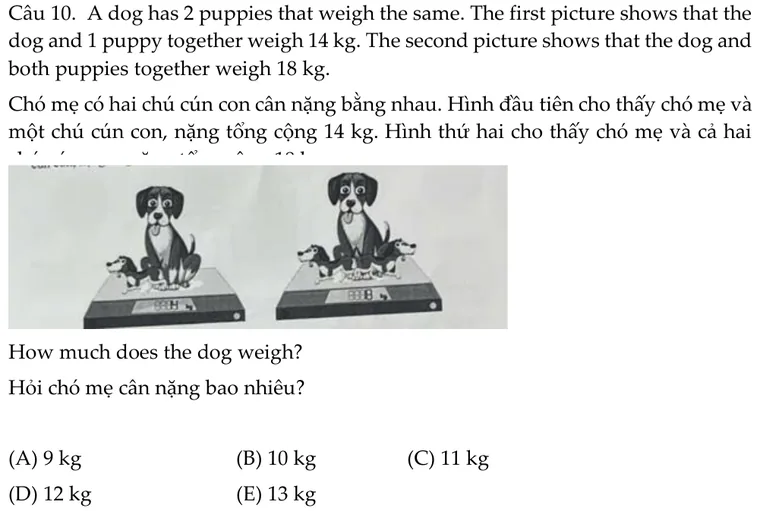 Câu 10. A dog has 2 puppies that weigh the same. The first picture shows that the
dog and 1 puppy together weigh 14 kg. The second picture shows that the dog and
both puppies together weigh 18 kg.
Chó mẹ có hai chú cún con cân nặng bằng nhau. Hình đầu tiên cho thấy chó mẹ và
một chú cún con, nặng tổng cộng 14 kg. Hình thứ hai cho thấy chó mẹ và cả hai
How much does the dog weigh?
Hỏi chó mẹ cân nặng bao nhiêu?
(A) 9 kg (B) 10 kg (C) 11 kg
(D) 12 kg (E) 13 kg